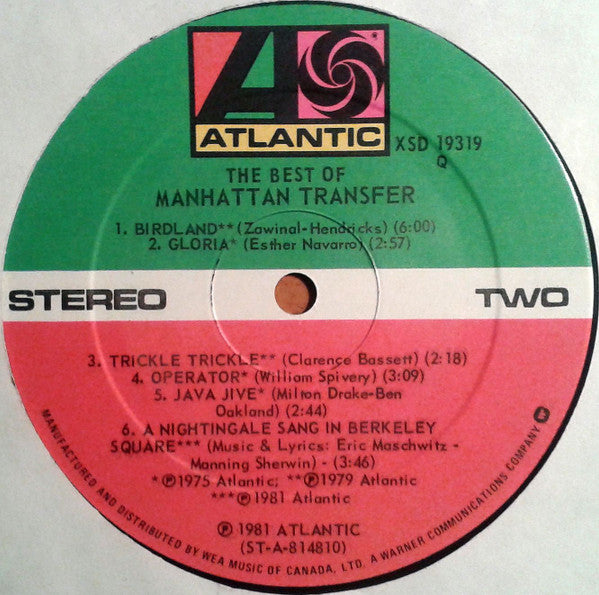 A
ATLANTIC
XSD 19319
Q
THE BEST OF
MANHATTAN TRANSFER
1. BIRDLAND** (Zawinal-Hendricks) (6:00)
2. GLORIA* (Esther Navarro) (2:57)
STEREO
TWO
3. TRICKLE TRICKLE** (Clarence Bassett) (2:18)
4. OPERATOR* (William Spivery) (3:09)
5. JAVA JIVE* (Milton Drake-Ben
Oakland) (2:44)
6. A NIGHTINGALE SANG IN BERKELEY
SQUARE*** (Music & Lyrics: Eric Maschwitz -
Manning Sherwin) - (3:46)
* ℗1975 Atlantic; **℗1979 Atlantic
***℗1981 Atlantic
℗ 1981 ATLANTIC
(ST-A-814810)
MANUFACTURED AND DISTRIBUTED BY WEA MUSIC OF CANADA, LTD. A WARNER COMMUNICATIONS COMPANY